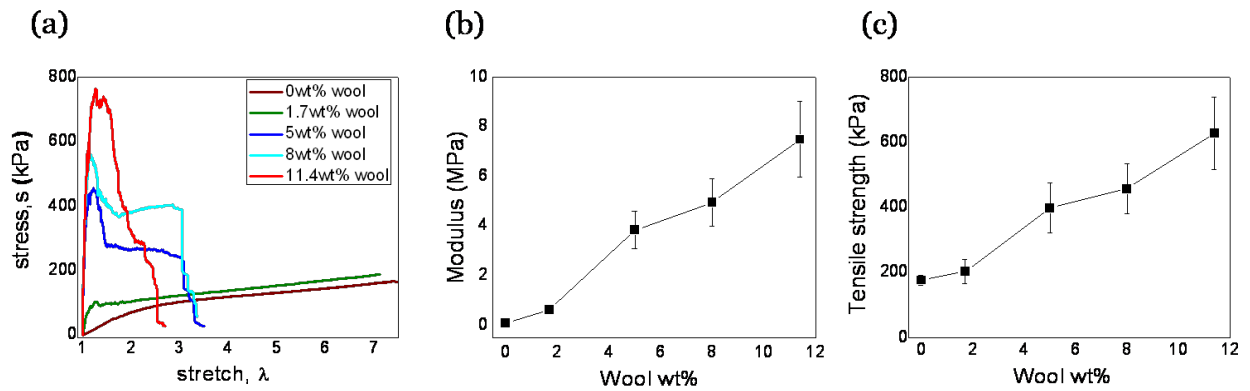 (a)
800
600
400
200
0
stress, s (kPa)
1 2 3 4 5 6 7
stretch, λ
0wt% wool
1.7wt% wool
5wt% wool
8wt% wool
11.4wt% wool
(b)
10
8
6
4
2
0
Modulus (MPa)
0 2 4 6 8 10 12
Wool wt%
(c)
800
600
400
200
0
Tensile strength (kPa)
0 2 4 6 8 10 12
Wool wt%